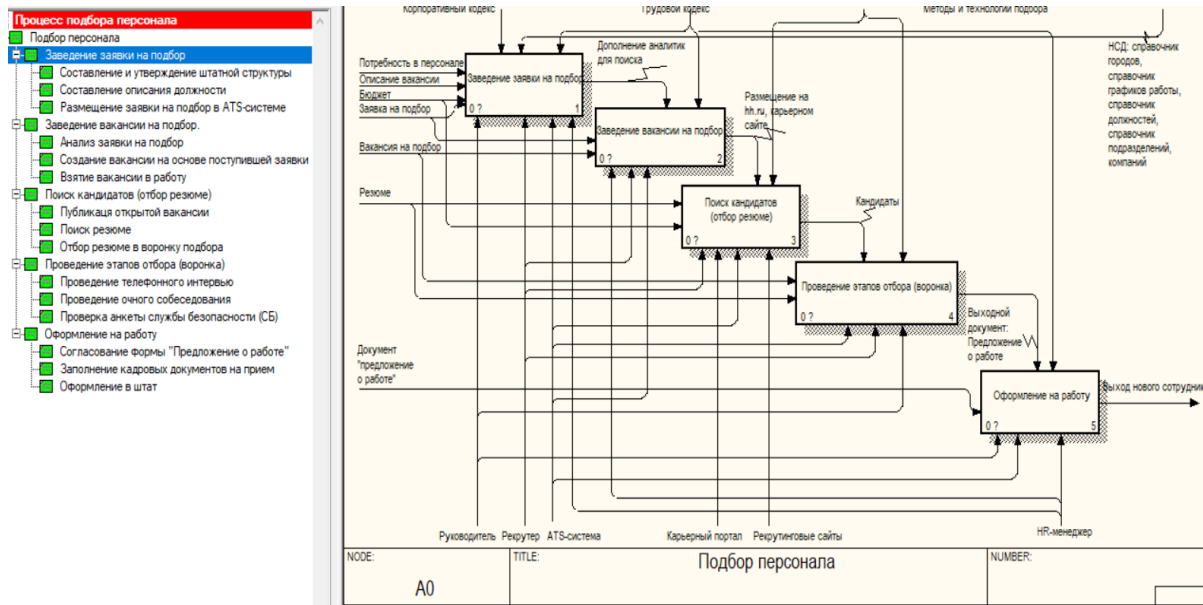 Процесс подбора персонала
Подбор персонала
Заведение заявки на подбор
Составление и утверждение штатной структуры
Составление описания должности
Размещение заявки на подбор в ATS-системе
Заведение вакансии на подбор.
Анализ заявки на подбор
Создание вакансии на основе поступившей заявки
Взятие вакансии в работу
Поиск кандидатов (отбор резюме)
Публикаця открытой вакансии
Поиск резюме
Отбор резюме в воронку подбора
Проведение этапов отбора (воронка)
Проведение телефонного интервью
Проведение очного собеседования
Проверка анкеты службы безопасности (СБ)
Оформление на работу
Согласование формы "Предложение о работе"
Заполнение кадровых документов на прием
Оформление в штат
Корпоративный кодекс
Трудовой кодекс
Методы и технологии подбора
НСД: справочник
городов,
справочник
графиков работы,
справочник
должностей,
справочник
подразделений,
компаний
Потребность в персонале
Описание вакансии
Бюджет
Заявка на подбор
Вакансия на подбор
Резюме
Документ
"предложение
о работе"
Заведение заявки на подбор
0 ?
1
Дополнение аналитик
для поиска
Заведение вакансии на подбор
0 ?
2
Размещение на
hh.ru, карьерном
сайте
Поиск кандидатов
(отбор резюме)
0 ?
3
Кандидаты
Проведение этапов отбора (воронка)
0 ?
4
Выходной
документ:
Предложение
о работе
Оформление на работу
0 ?
5
Выход нового сотрудник
Руководитель
Рекрутер
ATS-система
Карьерный портал
Рекрутинговые сайты
HR-менеджер
NODE:
A0
TITLE:
Подбор персонала
NUMBER: